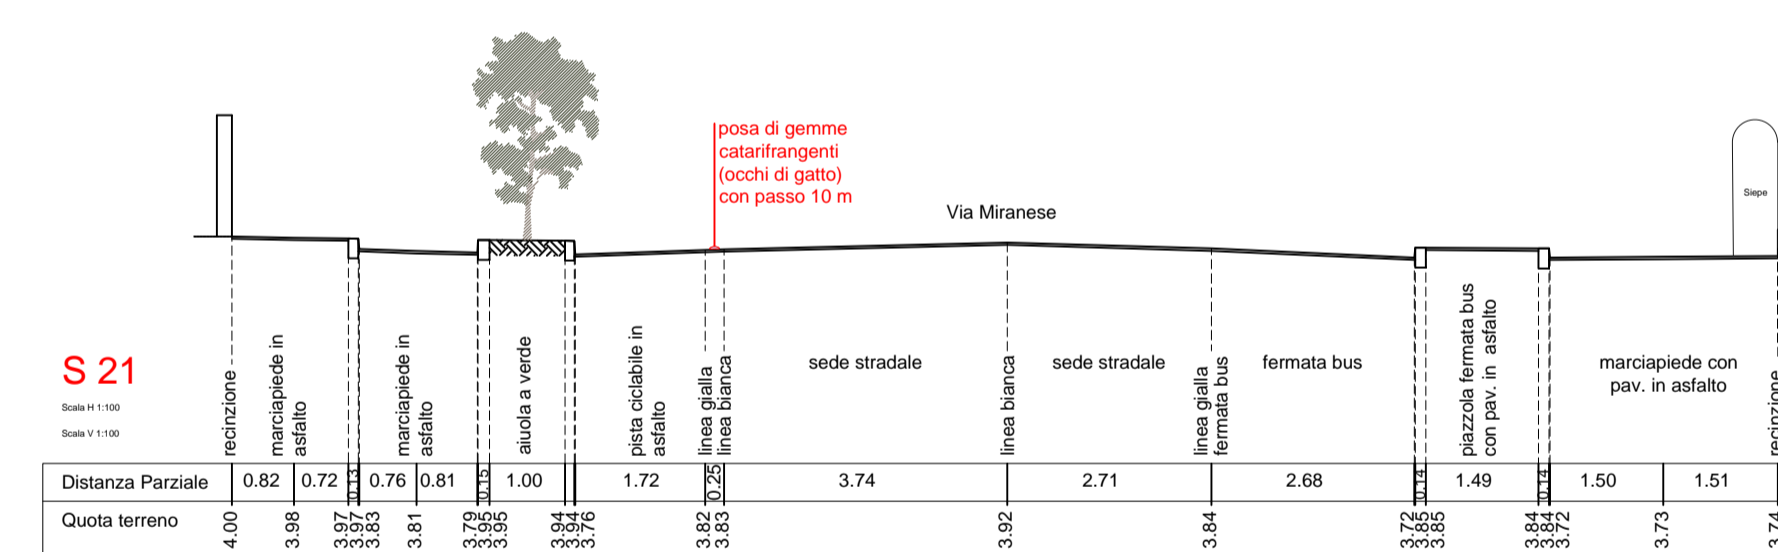 posa di gemme
catarifrangenti
(occhi di gatto)
con passo 10 m
Via Miranese
Siepe
S 21
Scala H 1:100
Scala V 1:100
recinzione
marciapiede in
asfalto
marciapiede in
asfalto
aiuola a verde
pista ciclabile in
asfalto
linea gialla
linea bianca
sede stradale
linea bianca
sede stradale
linea gialla
fermata bus
fermata bus
piazzola fermata bus
con pav. in asfalto
marciapiede con
pav. in asfalto
recinzione
Distanza Parziale 0.82 0.72 0.13 0.76 0.81 0.15 1.00 1.72 0.25 3.74 2.71 2.68 0.14 1.49 0.14 1.50 1.51
Quota terreno 4.00 3.98 3.97 3.97 3.83 3.81 3.79 3.95 3.95 3.94 3.94 3.76 3.82 3.83 3.92 3.84 3.72 3.85 3.85 3.84 3.84 3.72 3.73 3.74